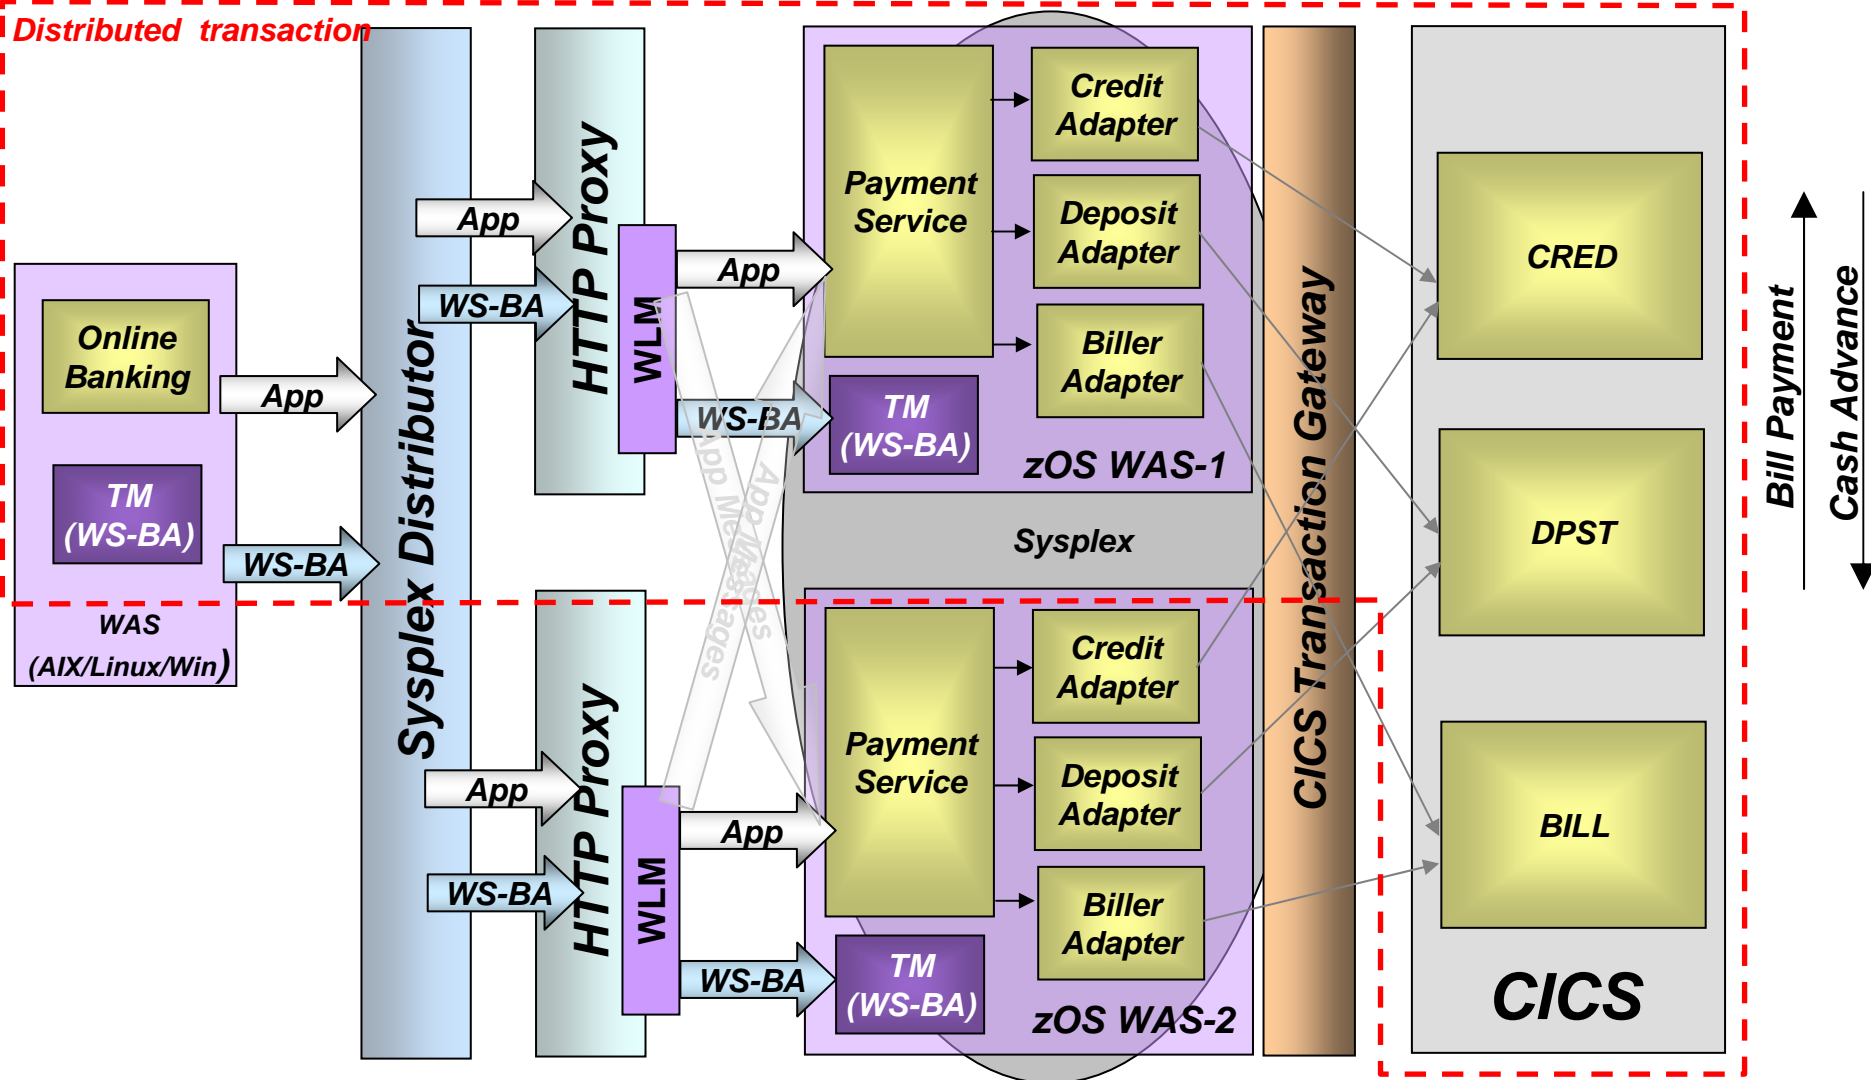 Distributed transaction
Online
Banking
TM
(WS-BA)
WAS
(AIX/Linux/Win)
App
WS-BA
Sysplex Distributor
App
WS-BA
HTTP Proxy
WLM
App
WS-BA
App Messages
Payment
Service
TM
(WS-BA)
Credit
Adapter
Deposit
Adapter
Biller
Adapter
zOS WAS-1
Sysplex
App
WS-BA
HTTP Proxy
WLM
App
WS-BA
Payment
Service
TM
(WS-BA)
Credit
Adapter
Deposit
Adapter
Biller
Adapter
zOS WAS-2
CICS Transaction Gateway
CRED
DPST
BILL
CICS
Bill Payment
Cash Advance